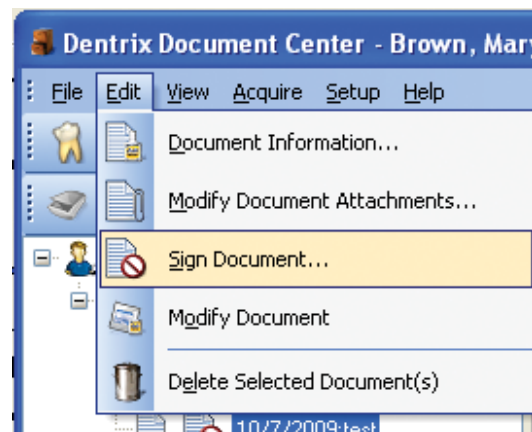 Dentrix Document Center - Brown, Mary
File Edit View Acquire Setup Help
Document Information...
Modify Document Attachments...
Sign Document...
Modify Document
Delete Selected Document(s)
10/7/2009:test